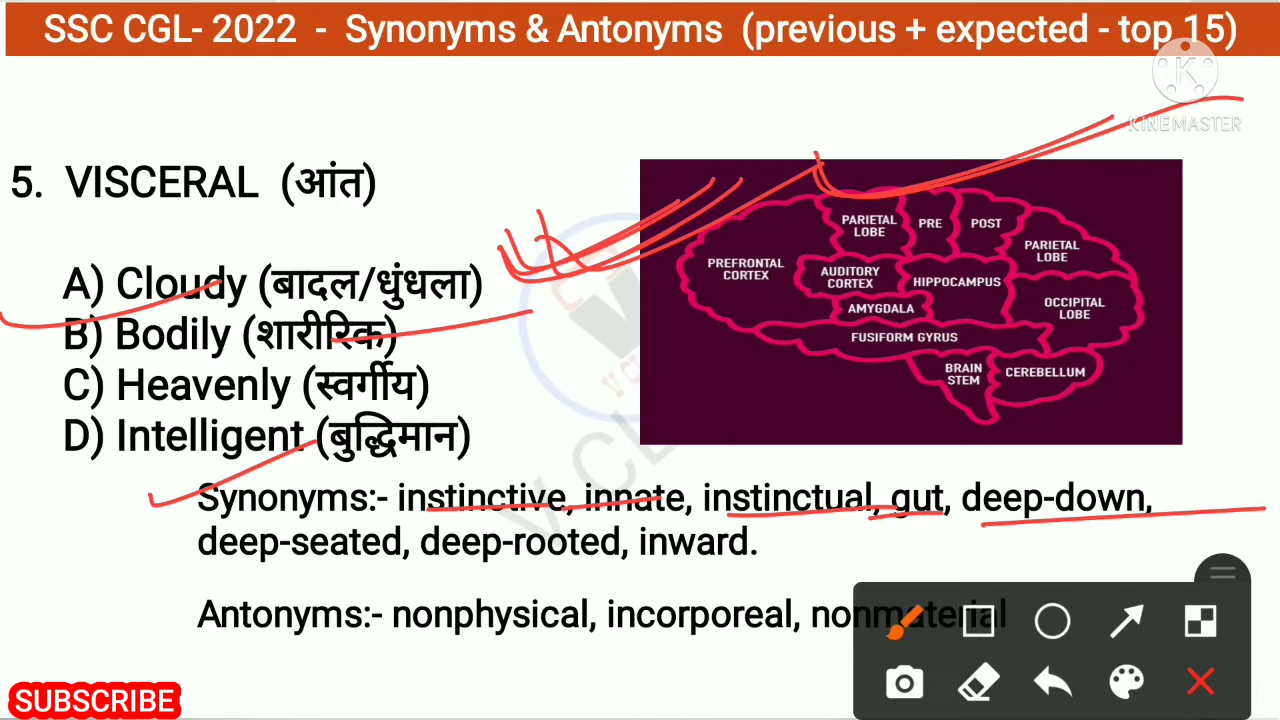 SSC CGL- 2022 - Synonyms & Antonyms (previous + expected - top 15)
KINEMASTER
5. VISCERAL (आंत)
A) Cloudy (बादल/धुंधला)
B) Bodily (शारीरिक)
C) Heavenly (स्वर्गीय)
D) Intelligent (बुद्धिमान)
PREFRONTAL
CORTEX
PARIETAL
LOBE
PRE
POST
PARIETAL
LOBE
AUDITORY
CORTEX
HIPPOCAMPUS
AMYGDALA
OCCIPITAL
LOBE
FUSIFORM GYRUS
BRAIN
STEM
CEREBELLUM
Synonyms:- instinctive, innate, instinctual, gut, deep-down,
deep-seated, deep-rooted, inward.
Antonyms:- nonphysical, incorporeal, nonmaterial
SUBSCRIBE